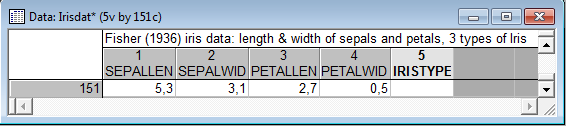 Data: Irisdat* (5v by 151c)
Fisher (1936) iris data: length & width of sepals and petals, 3 types of Iris
1 2 3 4 5
SEPALLEN SEPALWID PETALLEN PETALWID IRISTYPE
151 5,3 3,1 2,7 0,5